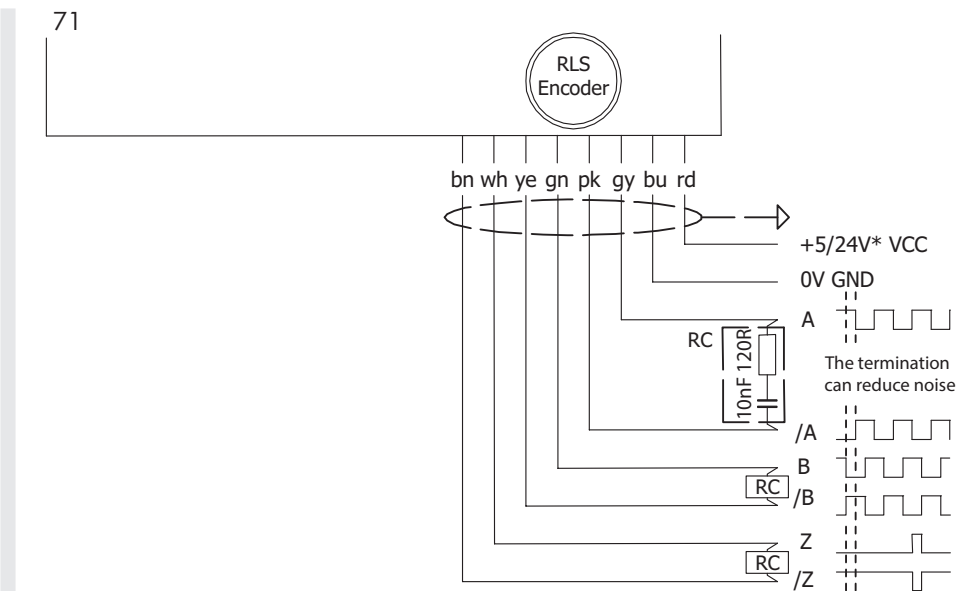 71
RLS
Encoder
bn wh ye gn pk gy bu rd
+5/24V* VCC
0V GND
A
RC
10nF 120R
The termination
can reduce noise
/A
B
RC
/B
Z
RC
/Z